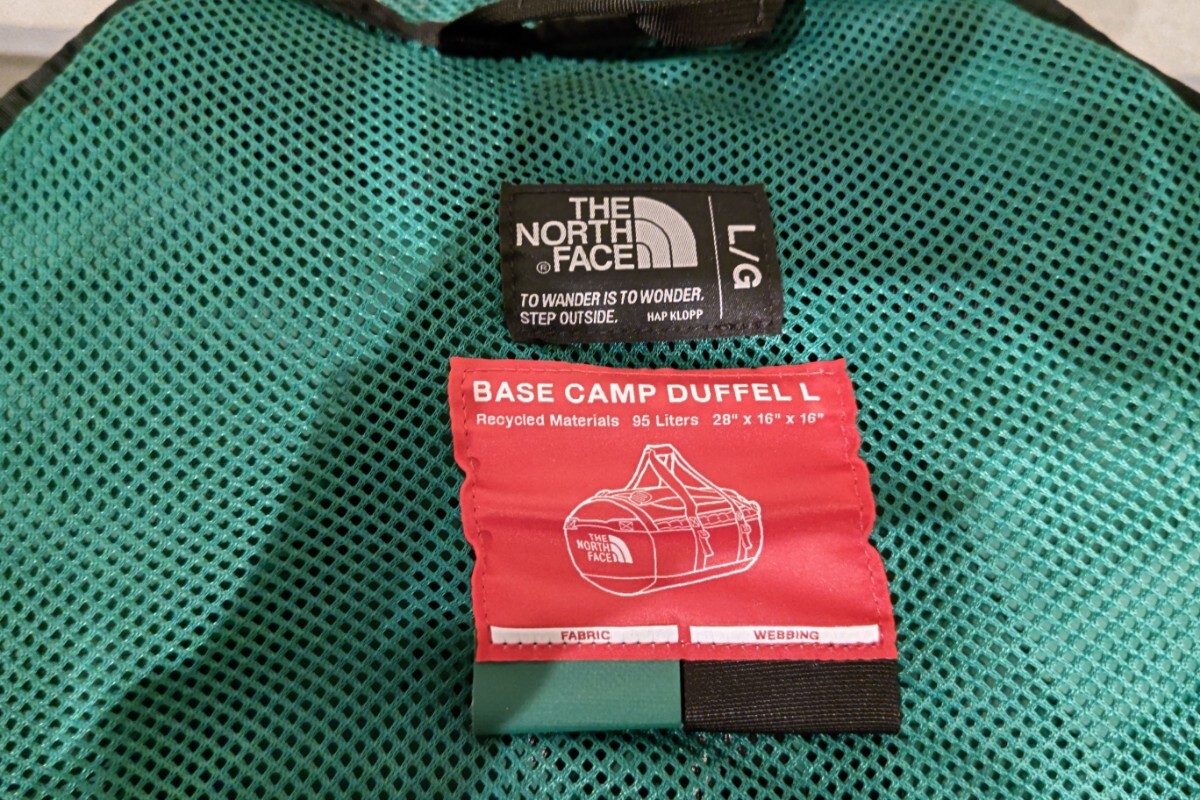 THE
NORTH
® FACE
L/G
TO WANDER IS TO WONDER.
STEP OUTSIDE. HAP KLOPP
BASE CAMP DUFFEL L
Recycled Materials 95 Liters 28" x 16" x 16"
THE
NORTH
FACE
FABRIC WEBBING